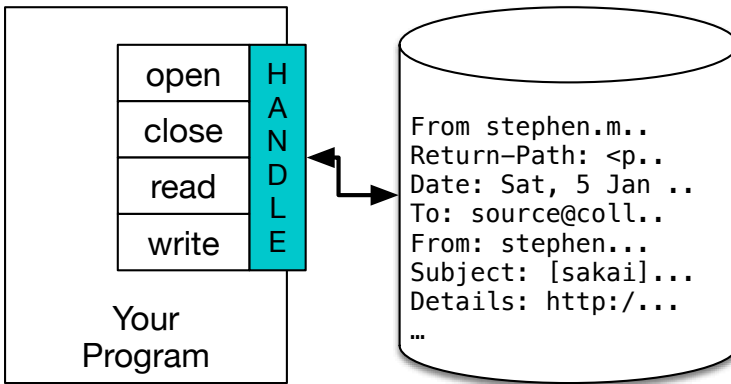 open
close
read
write
HANDLE
Your
Program
From stephen.m..
Return-Path: <p..
Date: Sat, 5 Jan ..
To: source@coll..
From: stephen...
Subject: [sakai]...
Details: http:/...
…